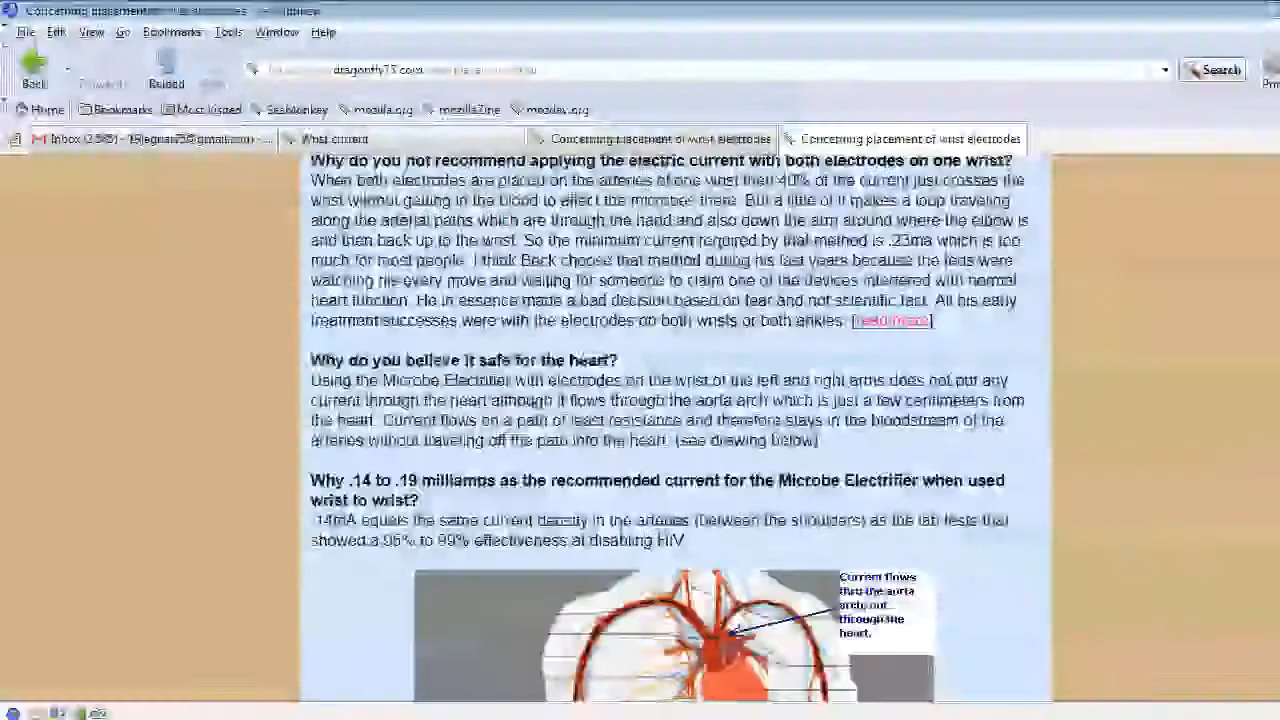 Concerning placement
File Edit View Go Bookmarks Tools Window Help
Back Reload dragonfly75.com Search
Home Bookmarks Most Visited SeaMonkey mozilla.org mozillaZine mozdev.org
Inbox What current Concerning placement of wrist electrodes Concerning placement of wrist electrodes
Why do you not recommend applying the electric current with both electrodes on one wrist?
When both electrodes are placed on the arteries of one wrist then 40% of the current just crosses the
wrist without getting in the blood to affect the microbes there. But a little of it makes a loop traveling
along the arterial paths which are through the hand and also down the arm around where the elbow is
and then back up to the wrist. So the minimum current required by that method is .23ma which is too
much for most people. I think Beck choose that method during his last years because the feds were
watching his every move and waiting for someone to claim one of the devices interfered with normal
heart function. He in essence made a bad decision based on fear and not scientific fact. All his early
treatment successes were with the electrodes on both wrists or both ankles. [read more]
Why do you believe it safe for the heart?
Using the Microbe Electrifier with electrodes on the wrist of the left and right arms does not put any
current through the heart although it flows through the aorta arch which is just a few centimeters from
the heart. Current flows on a path of least resistance and therefore stays in the bloodstream of the
arteries without traveling off the path into the heart. (see drawing below)
Why .14 to .19 milliamps as the recommended current for the Microbe Electrifier when used
wrist to wrist?
.14mA equals the same current density in the arteries (between the shoulders) as the lab tests that
showed a 95% to 99% effectiveness at disabling HIV
Current flows
thru the aorta
arch, not
through the
heart.